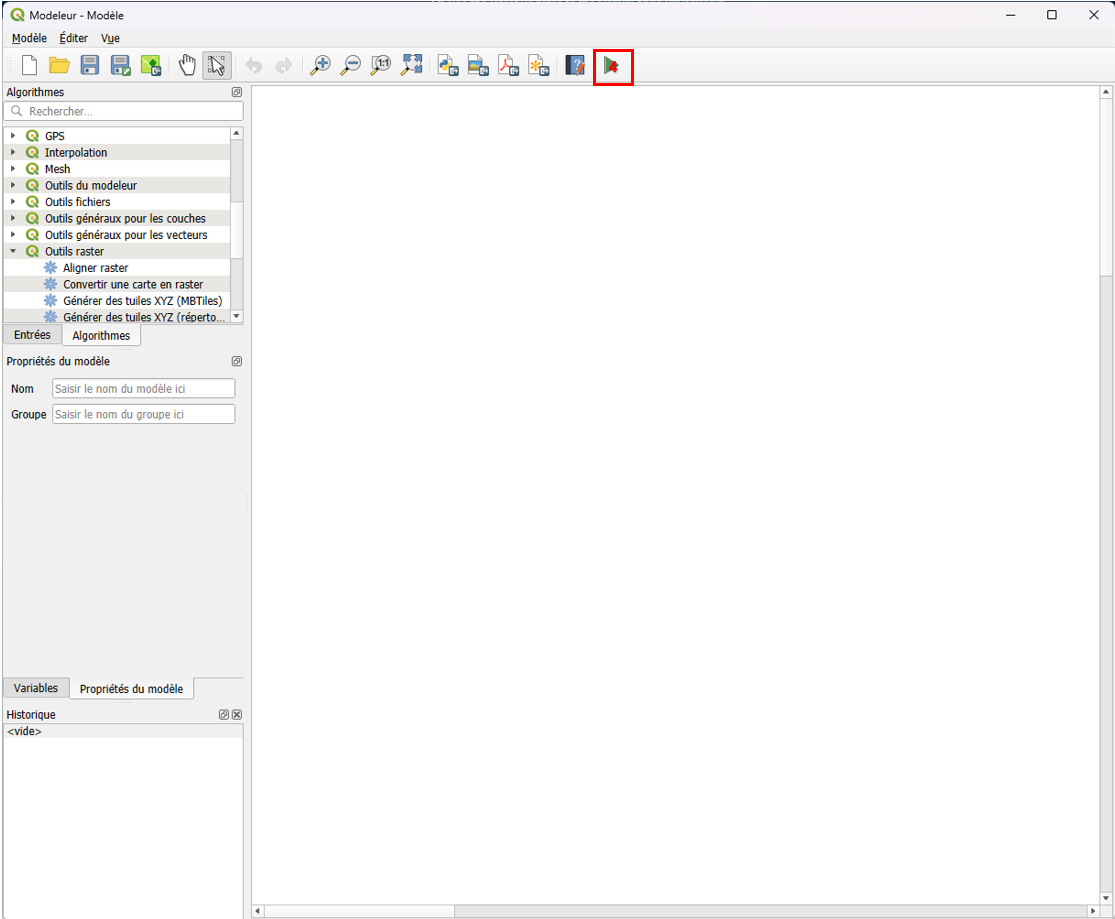 Modeleur - Modèle
Modèle Éditer Vue
1:1
Algorithmes
Rechercher...
GPS
Interpolation
Mesh
Outils du modeleur
Outils fichiers
Outils généraux pour les couches
Outils généraux pour les vecteurs
Outils raster
Aligner raster
Convertir une carte en raster
Générer des tuiles XYZ (MBTiles)
Générer des tuiles XYZ (réperto...
Entrées Algorithmes
Propriétés du modèle
Nom Saisir le nom du modèle ici
Groupe Saisir le nom du groupe ici
Variables Propriétés du modèle
Historique
<vide>